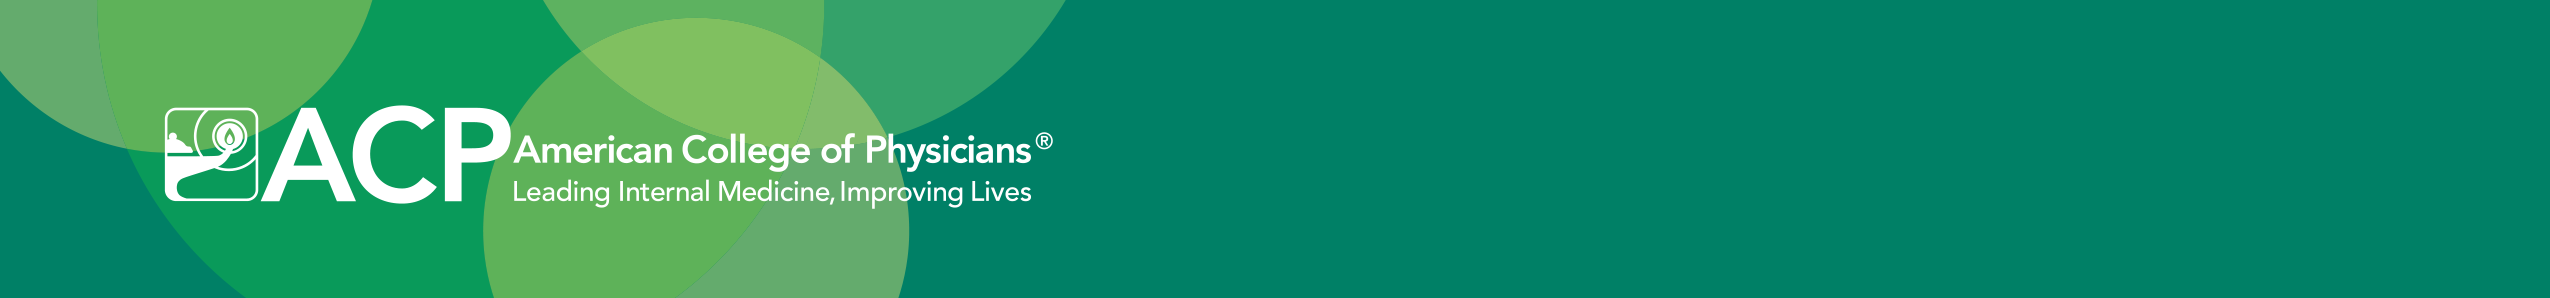 ACP
American College of Physicians®
Leading Internal Medicine, Improving Lives